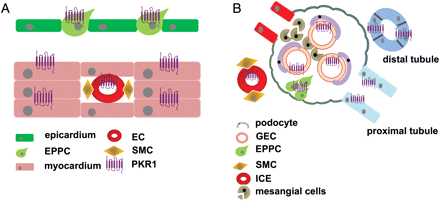 A
epicardium
EPPC
myocardium
EC
SMC
PKR1
B
distal tubule
proximal tubule
podocyte
GEC
EPPC
SMC
ICE
mesangial cells